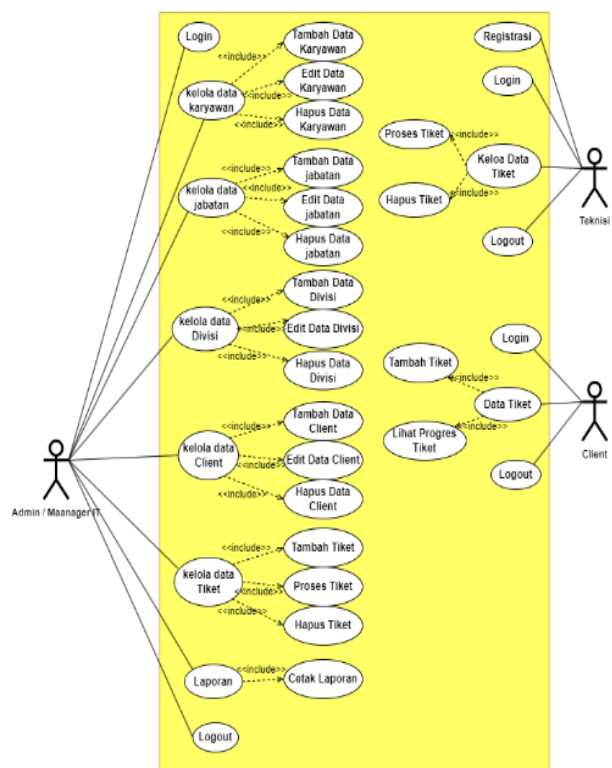 Login
Tambah Data
Karyawan
<<include>>
kelola data
karyawan
Edit Data
Karyawan
<<include>>
Hapus Data
Karyawan
<<include>>
kelola data
jabatan
Tambah Data
jabatan
<<include>>
Edit Data
jabatan
<<include>>
Hapus Data
jabatan
<<include>>
kelola data
Divisi
Tambah Data
Divisi
<<include>>
Edit Data Divisi
<<include>>
Hapus Data
Divisi
<<include>>
kelola data
Client
Tambah Data
Client
<<include>>
Edit Data Client
<<include>>
Hapus Data
Client
<<include>>
Admin / Maanager IT
kelola data
Tiket
Tambah Tiket
<<include>>
Proses Tiket
<<include>>
Hapus Tiket
<<include>>
Laporan
<<include>>
Cetak Laporan
Logout
Registrasi
Login
Proses Tiket
<<include>>
Keloa Data
Tiket
Hapus Tiket
<<include>>
Logout
Teknisi
Login
Tambah Tiket
<<include>>
Data Tiket
Lihat Progres
Tiket
<<include>>
Logout
Client